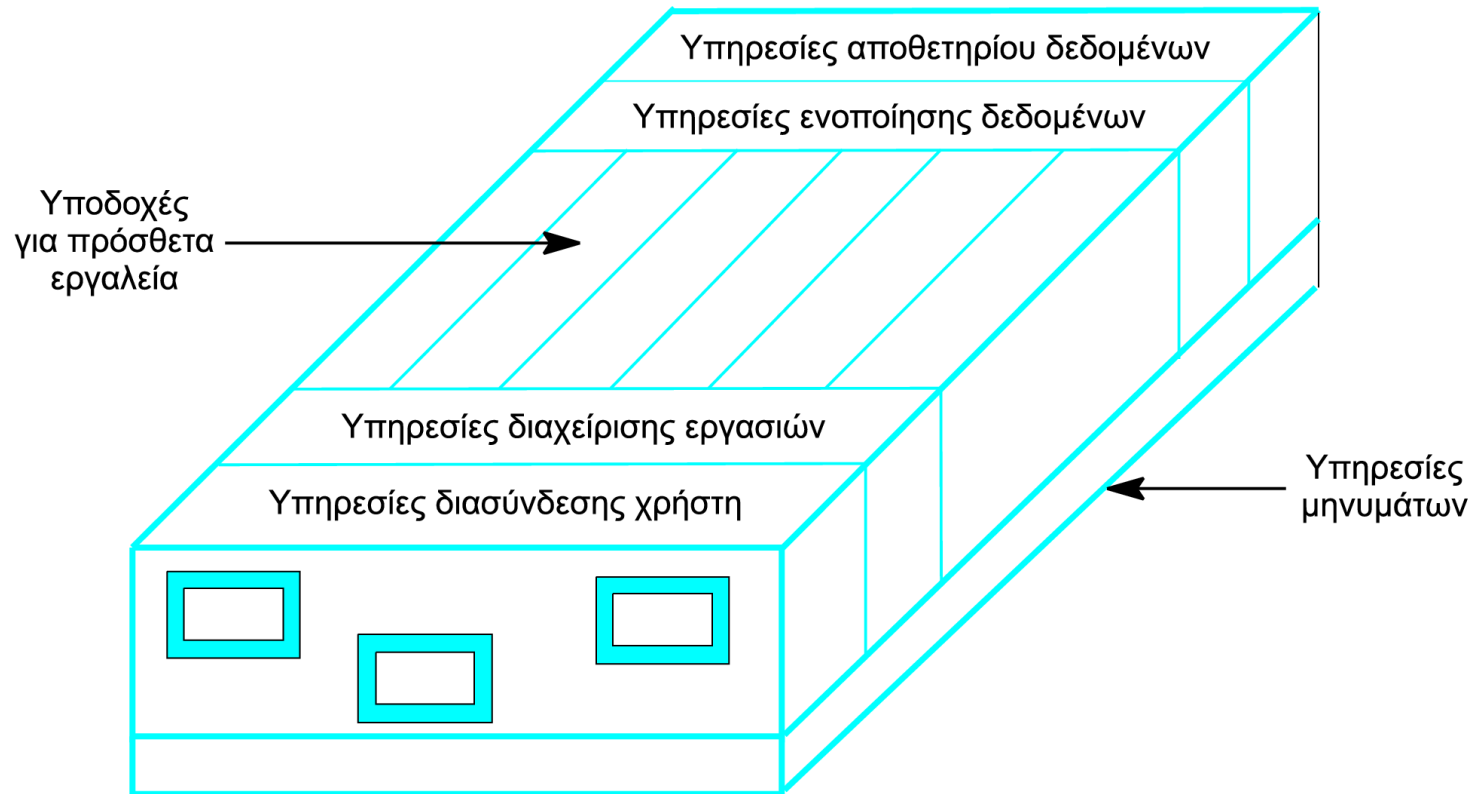 Υπηρεσίες αποθετηρίου δεδομένων
Υπηρεσίες ενοποίησης δεδομένων
Υποδοχές
για πρόσθετα
εργαλεία
Υπηρεσίες διαχείρισης εργασιών
Υπηρεσίες διασύνδεσης χρήστη
Υπηρεσίες
μηνυμάτων